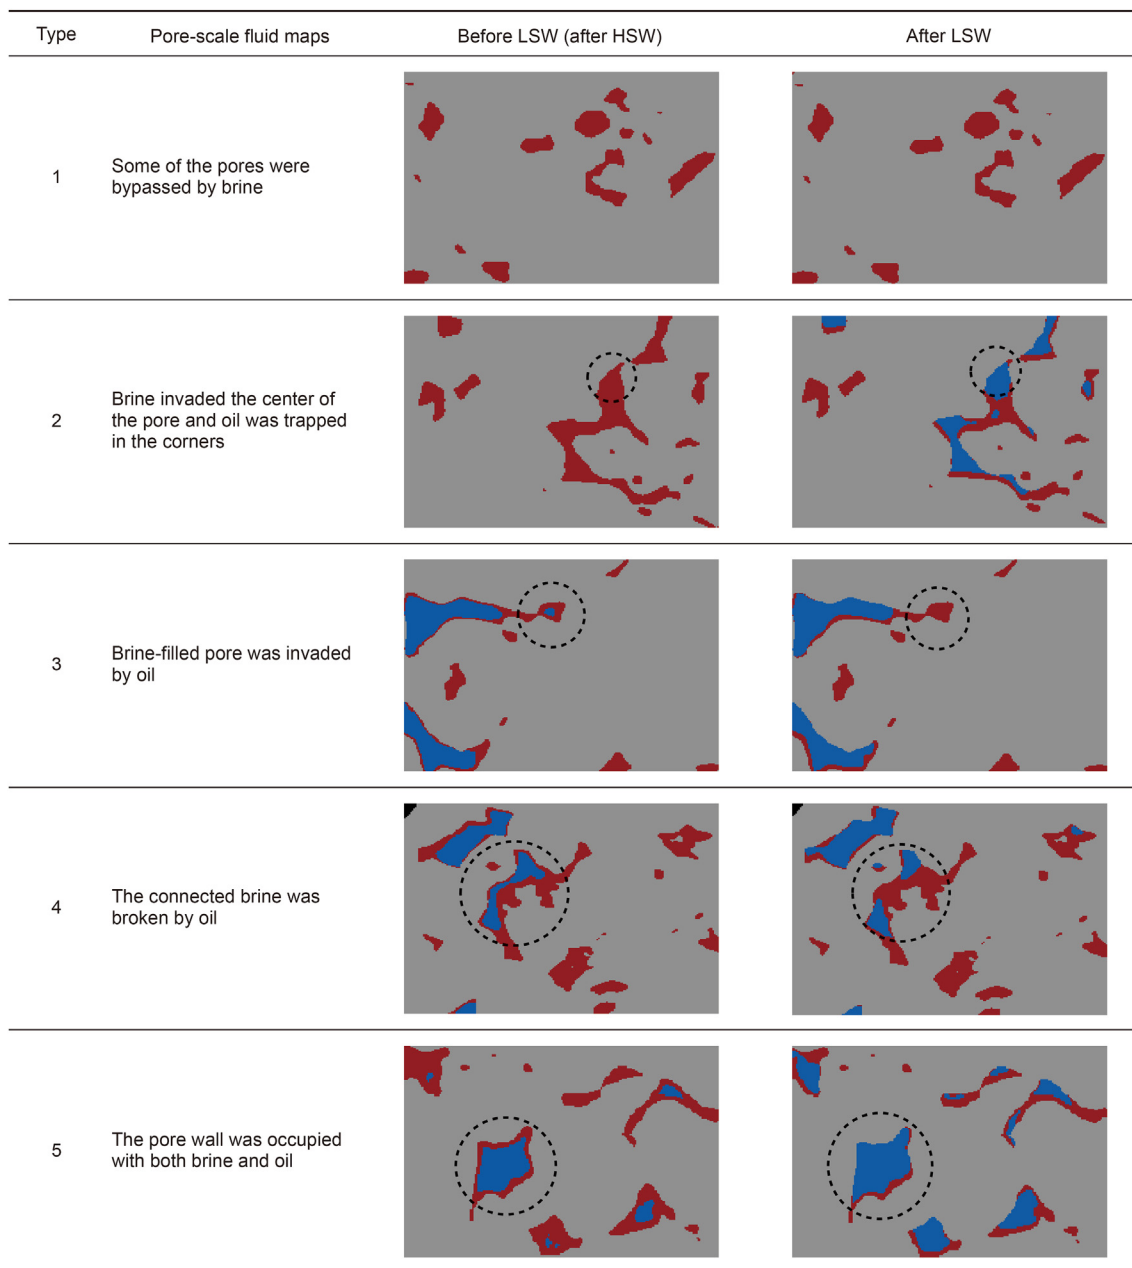 Type Pore-scale fluid maps Before LSW (after HSW) After LSW
1 Some of the pores were
bypassed by brine
2 Brine invaded the center of
the pore and oil was trapped
in the corners
3 Brine-filled pore was invaded
by oil
4 The connected brine was
broken by oil
5 The pore wall was occupied
with both brine and oil